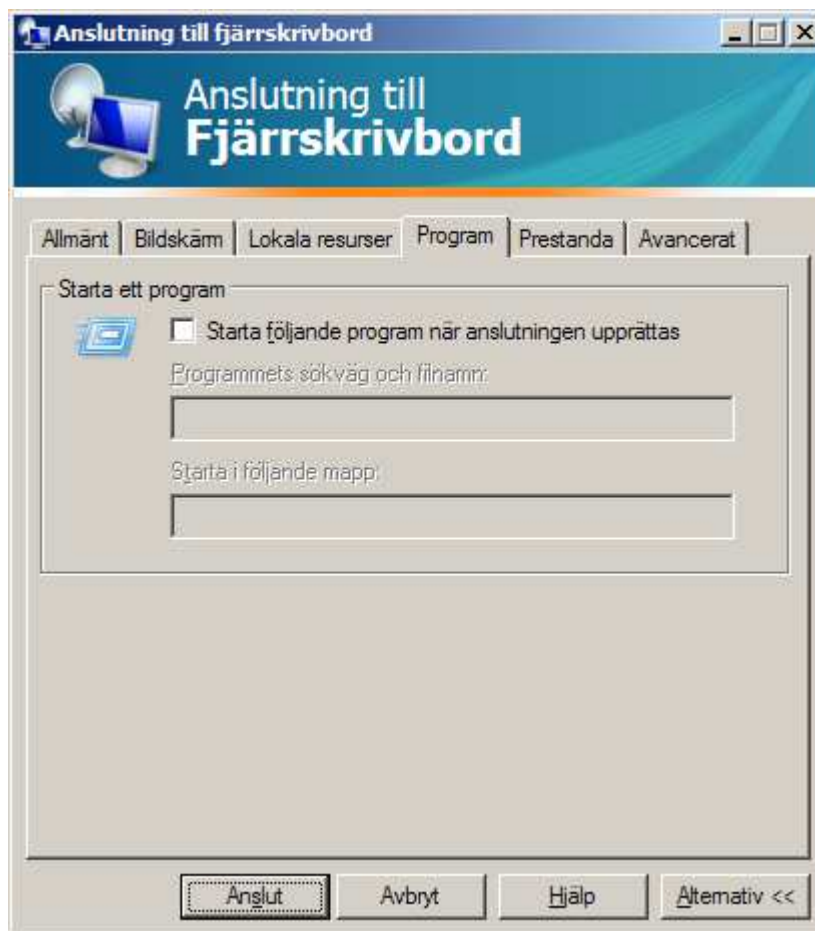 Anslutning till fjärrskrivbord
Anslutning till
Fjärrskrivbord
Allmänt Bildskärm Lokala resurser Program Prestanda Avancerat
Starta ett program
Starta följande program när anslutningen upprättas
Programmets sökväg och filnamn:
Starta i följande mapp:
Anslut Avbryt Hjälp Alternativ <<